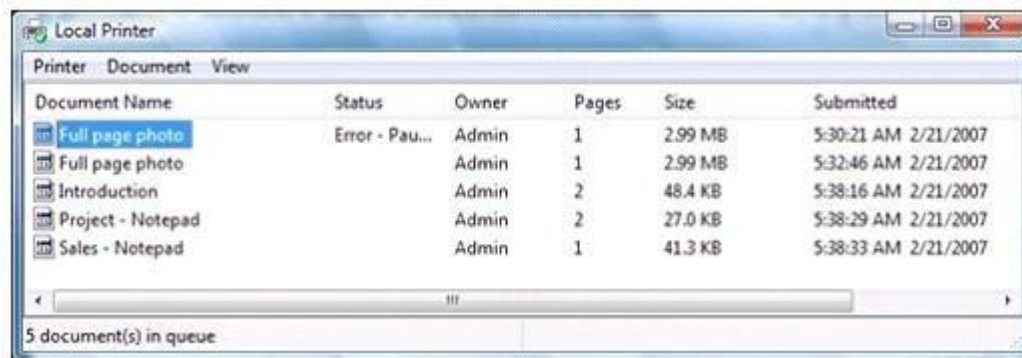 Local Printer
Printer Document View
Document Name Status Owner Pages Size Submitted
Full page photo Error - Pau... Admin 1 2.99 MB 5:30:21 AM 2/21/2007
Full page photo Admin 1 2.99 MB 5:32:46 AM 2/21/2007
Introduction Admin 2 48.4 KB 5:38:16 AM 2/21/2007
Project - Notepad Admin 2 27.0 KB 5:38:29 AM 2/21/2007
Sales - Notepad Admin 1 41.3 KB 5:38:33 AM 2/21/2007
5 document(s) in queue